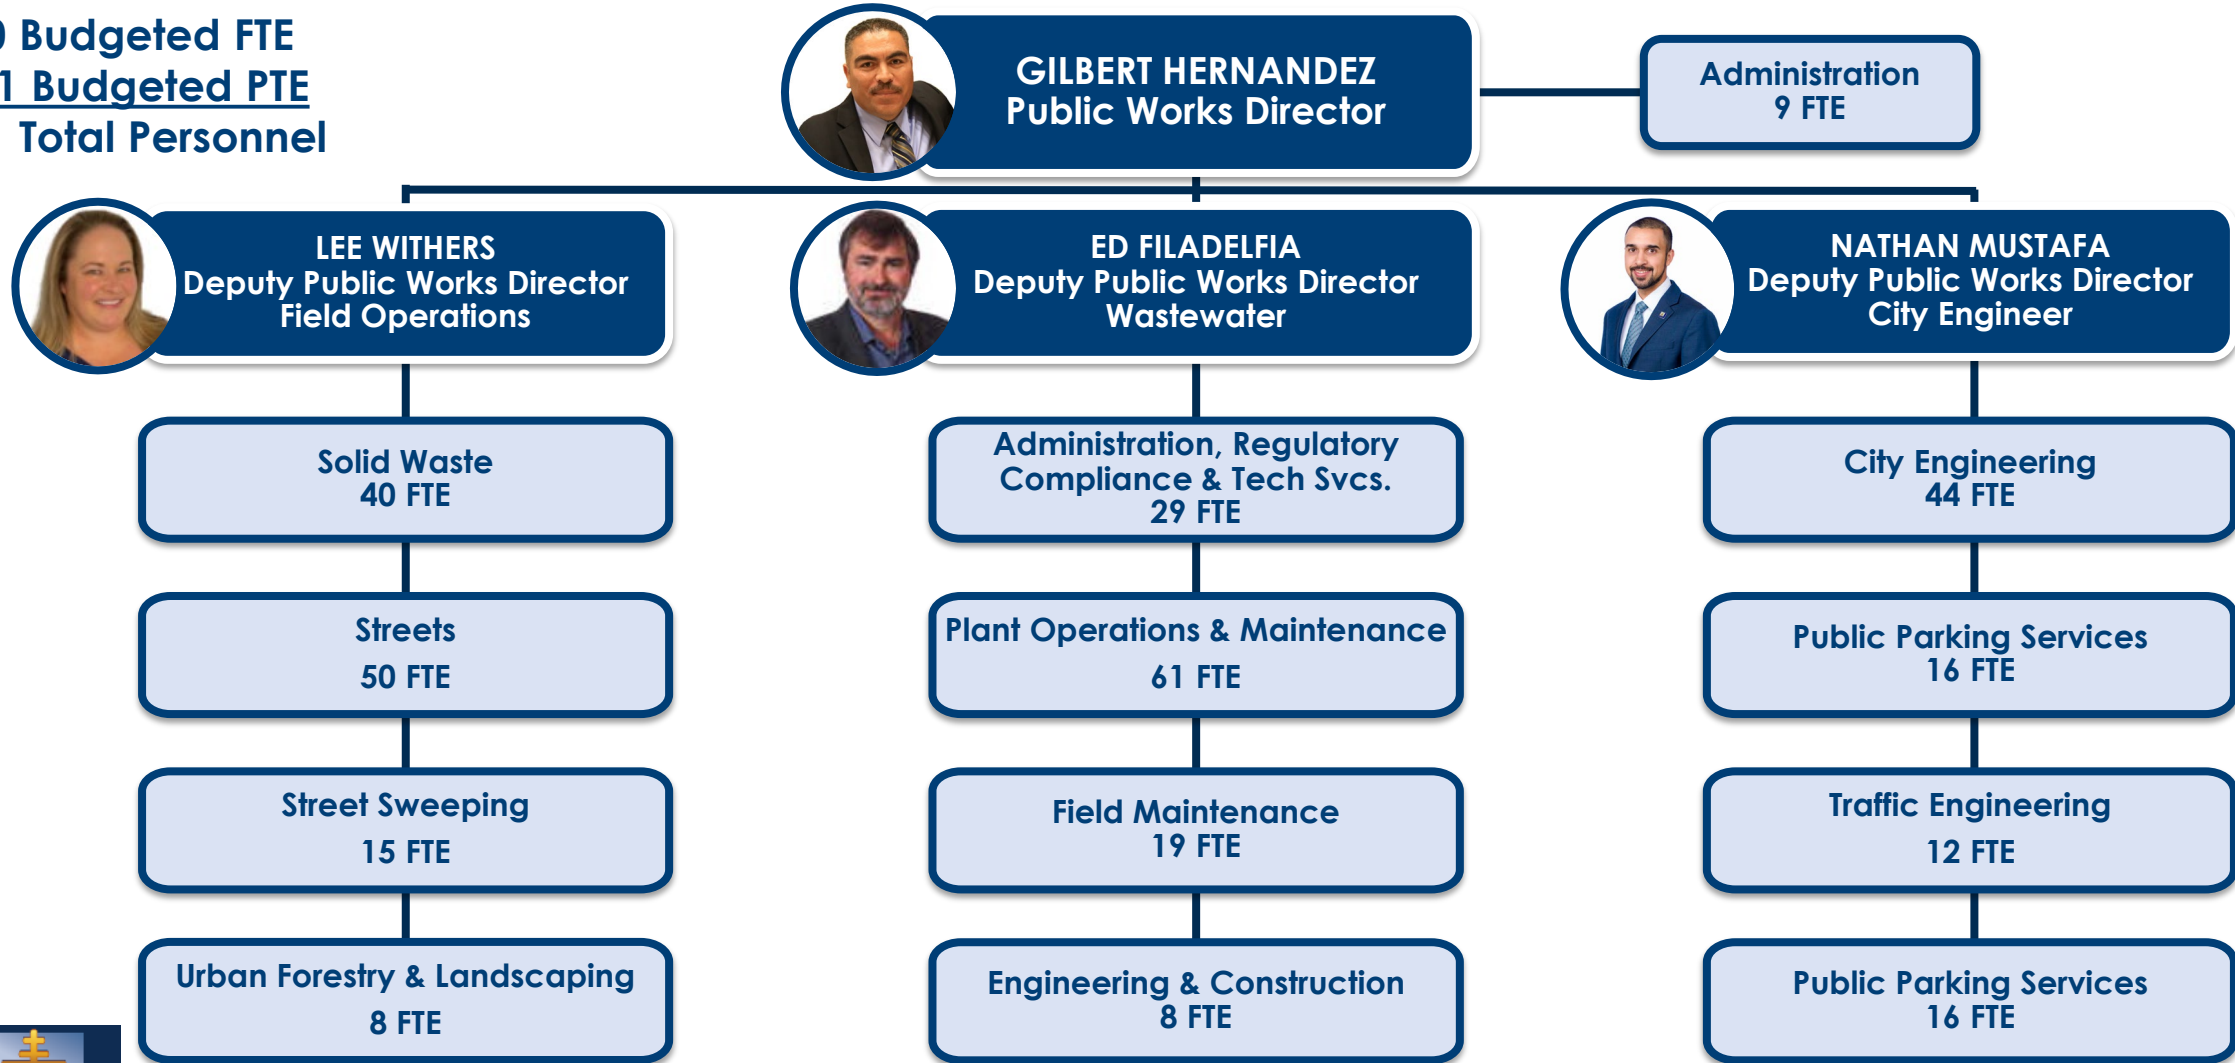 Budgeted FTE
1 Budgeted PTE
Total Personnel
GILBERT HERNANDEZ
Public Works Director
Administration
9 FTE
LEE WITHERS
Deputy Public Works Director
Field Operations
ED FILADELFIA
Deputy Public Works Director
Wastewater
NATHAN MUSTAFA
Deputy Public Works Director
City Engineer
Solid Waste
40 FTE
Streets
50 FTE
Street Sweeping
15 FTE
Urban Forestry & Landscaping
8 FTE
Administration, Regulatory
Compliance & Tech Svcs.
29 FTE
Plant Operations & Maintenance
61 FTE
Field Maintenance
19 FTE
Engineering & Construction
8 FTE
City Engineering
44 FTE
Public Parking Services
16 FTE
Traffic Engineering
12 FTE
Public Parking Services
16 FTE